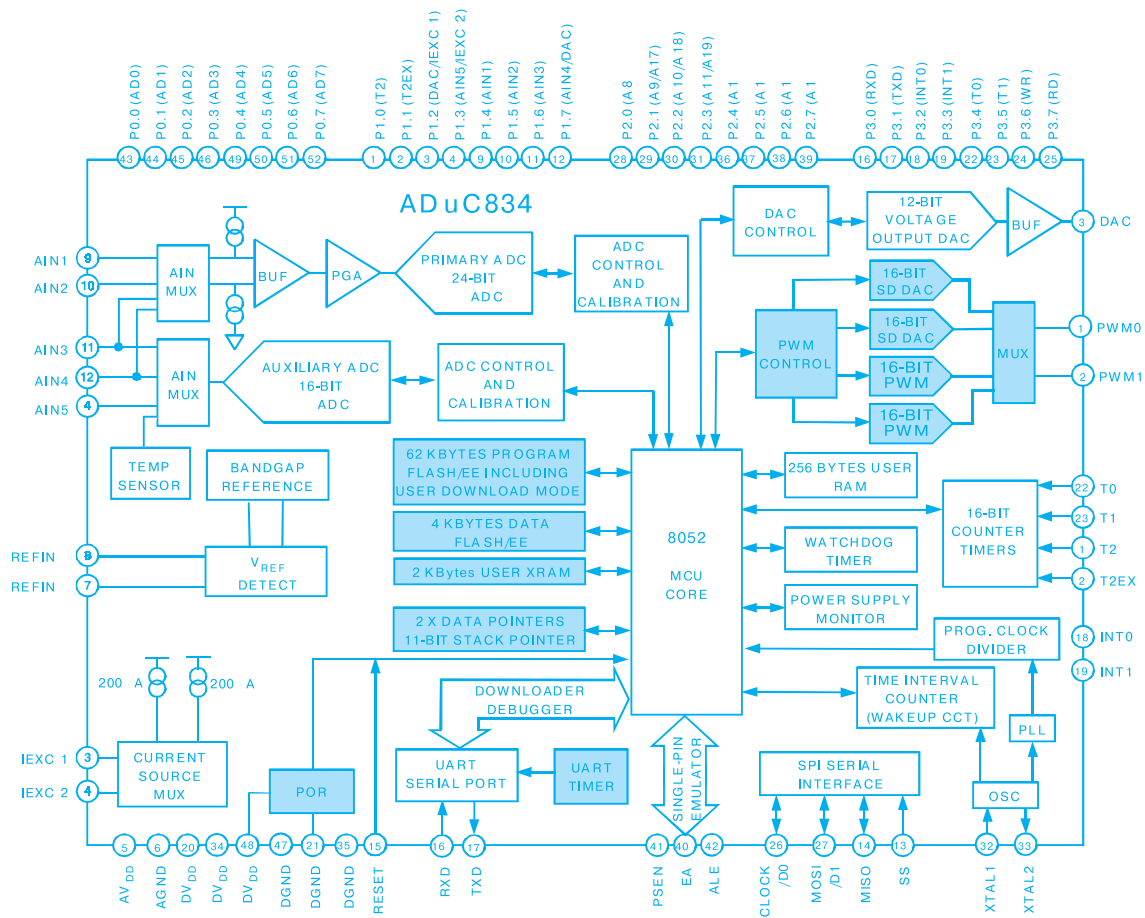 P0.0 (AD0)
P0.1 (AD1)
P0.2 (AD2)
P0.3 (AD3)
P0.4 (AD4)
P0.5 (AD5)
P0.6 (AD6)
P0.7 (AD7)
P1.0 (T2)
P1.1 (T2EX)
P1.2 (DAC/IEXC 1)
P1.3 (AIN5/IEXC 2)
P1.4 (AIN1)
P1.5 (AIN2)
P1.6 (AIN3)
P1.7 (AIN4/DAC)
P2.0 (A8
P2.1 (A9/A17)
P2.2 (A10/A18)
P2.3 (A11/A19)
P2.4 (A1
P2.5 (A1
P2.6 (A1
P2.7 (A1
P3.0 (RXD)
P3.1 (TXD)
P3.2 (INT0)
P3.3 (INT1)
P3.4 (T0)
P3.5 (T1)
P3.6 (WR)
P3.7 (RD)
43 44 45 46 49 50 51 52 1 2 3 4 9 10 11 12 28 29 30 31 36 37 38 39 16 17 18 19 22 23 24 25
ADuC834
AIN1 9
AIN2 10
AIN3 11
AIN4 12
AIN5 4
AIN
MUX
BUF
PGA
PRIMARY ADC
24-BIT
ADC
ADC
CONTROL
AND
CALIBRATION
DAC
CONTROL
12-BIT
VOLTAGE
OUTPUT DAC
BUF
3 DAC
AIN
MUX
AUXILIARY ADC
16-BIT
ADC
ADC CONTROL
AND
CALIBRATION
PWM
CONTROL
16-BIT
SD DAC
16-BIT
SD DAC
16-BIT
PWM
16-BIT
PWM
MUX
1 PWM0
2 PWM1
TEMP
SENSOR
BANDGAP
REFERENCE
VREF
DETECT
REFIN 8
REFIN 7
62 KBYTES PROGRAM
FLASH/EE INCLUDING
USER DOWNLOAD MODE
4 KBYTES DATA
FLASH/EE
2 KBytes USER XRAM
2 X DATA POINTERS
11-BIT STACK POINTER
8052
MCU
CORE
256 BYTES USER
RAM
WATCHDOG
TIMER
POWER SUPPLY
MONITOR
16-BIT
COUNTER
TIMERS
22 T0
23 T1
1 T2
2 T2EX
18 INT0
19 INT1
PROG. CLOCK
DIVIDER
TIME INTERVAL
COUNTER
(WAKEUP CCT)
PLL
OSC
200 A
200 A
IEXC 1 3
IEXC 2 4
CURRENT
SOURCE
MUX
POR
DOWNLOADER
DEBUGGER
UART
SERIAL PORT
UART
TIMER
SINGLE-PIN
EMULATOR
SPI SERIAL
INTERFACE
5 6 20 34 48 47 21 35 15 16 17 41 40 42 26 27 14 13 32 33
AVDD
AGND
DVDD
DVDD
DVDD
DGND
DGND
DGND
RESET
RXD
TXD
PSEN
EA
ALE
CLOCK
/D0
MOSI
/D1
MISO
SS
XTAL1
XTAL2